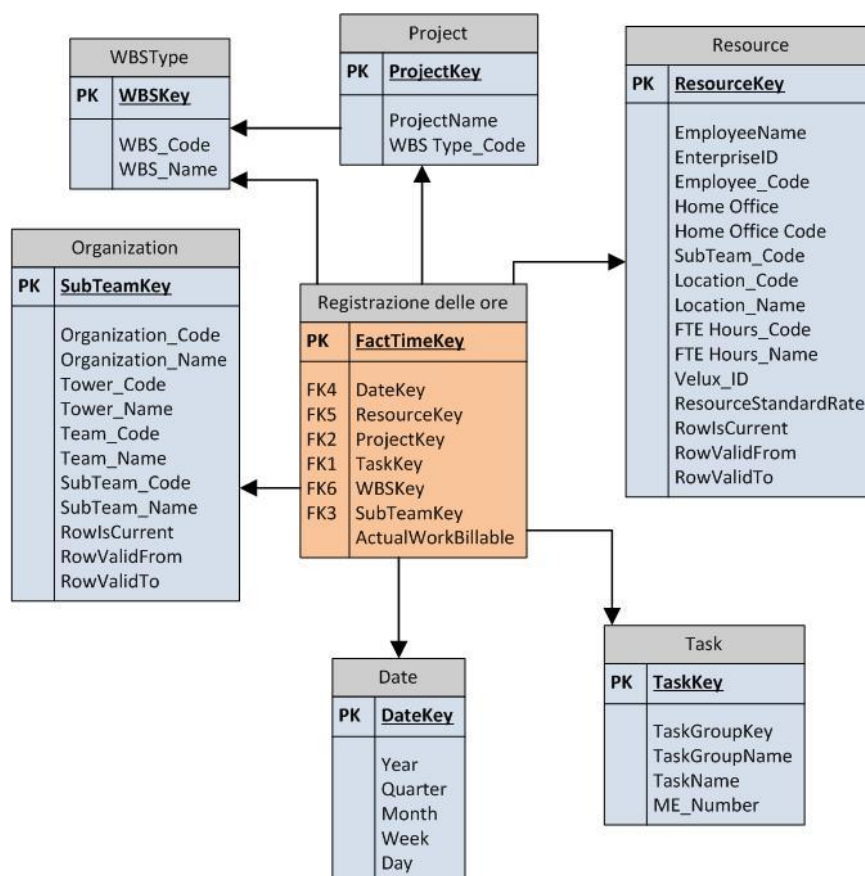 WBSType
PK WBSKey
WBS_Code
WBS_Name
Project
PK ProjectKey
ProjectName
WBS Type_Code
Resource
PK ResourceKey
EmployeeName
EnterpriseID
Employee_Code
Home Office
Home Office Code
SubTeam_Code
Location_Code
Location_Name
FTE Hours_Code
FTE Hours_Name
Velux_ID
ResourceStandardRate
RowIsCurrent
RowValidFrom
RowValidTo
Organization
PK SubTeamKey
Organization_Code
Organization_Name
Tower_Code
Tower_Name
Team_Code
Team_Name
SubTeam_Code
SubTeam_Name
RowIsCurrent
RowValidFrom
RowValidTo
Registrazione delle ore
PK FactTimeKey
FK4 DateKey
FK5 ResourceKey
FK2 ProjectKey
FK1 TaskKey
FK6 WBSKey
FK3 SubTeamKey
ActualWorkBillable
Date
PK DateKey
Year
Quarter
Month
Week
Day
Task
PK TaskKey
TaskGroupKey
TaskGroupName
TaskName
ME_Number